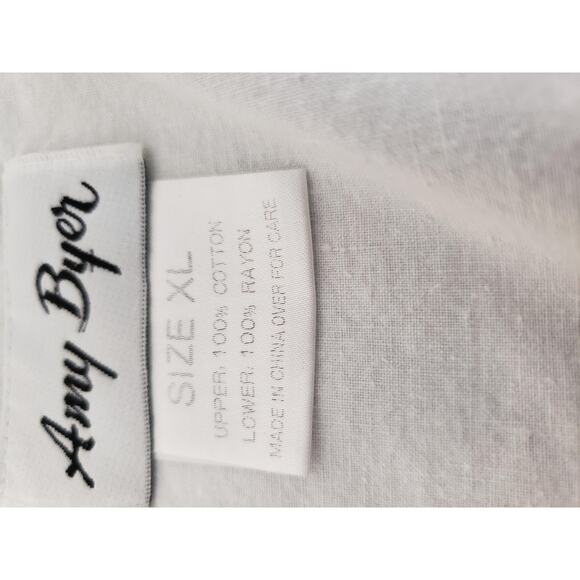 Amy Byer
SIZE XL
UPPER: 100% COTTON
LOWER: 100% RAYON
MADE IN CHINA OVER FOR CARE